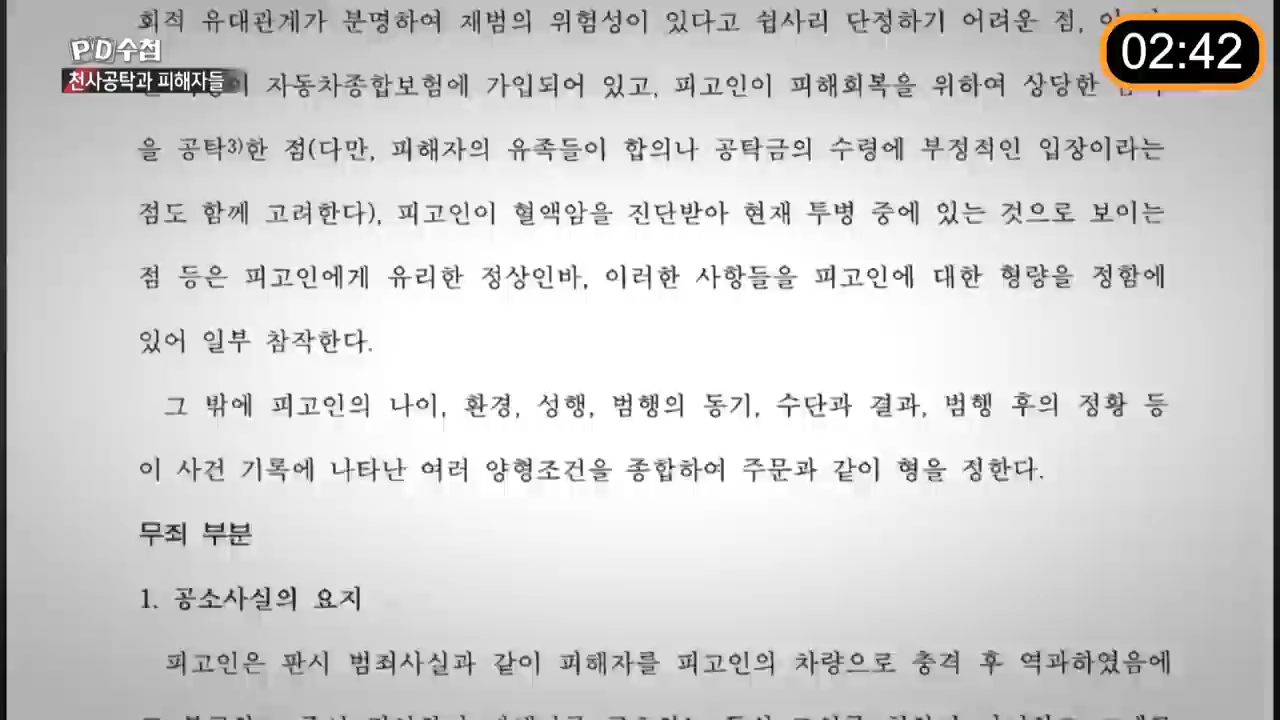 회적 유대관계가 분명하여 재범의 위험성이 있다고 쉽사리 단정하기 어려운 점,
PD수첩
02:42
천사공탁과 피해자들
자동차종합보험에 가입되어 있고, 피고인이 피해회복을 위하여 상당한
을 공탁3)한 점(다만, 피해자의 유족들이 합의나 공탁금의 수령에 부정적인 입장이라는
점도 함께 고려한다), 피고인이 혈액암을 진단받아 현재 투병 중에 있는 것으로 보이는
점 등은 피고인에게 유리한 정상인바, 이러한 사항들을 피고인에 대한 형량을 정함에
있어 일부 참작한다.
그 밖에 피고인의 나이, 환경, 성행, 범행의 동기, 수단과 결과, 범행 후의 정황 등
이 사건 기록에 나타난 여러 양형조건을 종합하여 주문과 같이 형을 정한다.
무죄 부분
1. 공소사실의 요지
피고인은 판시 범죄사실과 같이 피해자를 피고인의 차량으로 충격 후 역과하였음에